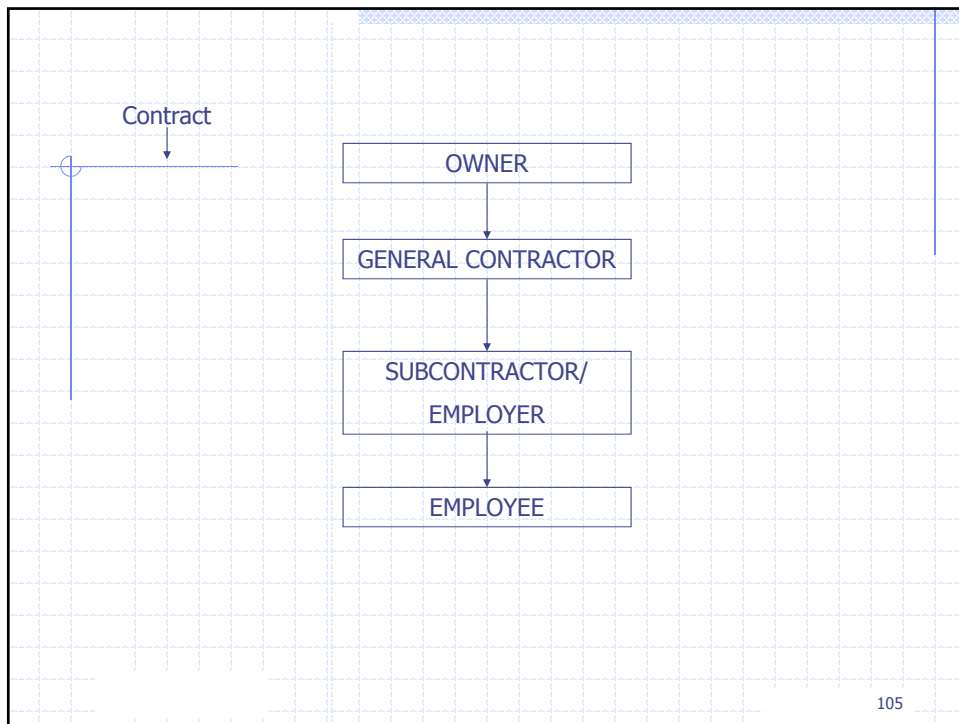 Contract
OWNER
GENERAL CONTRACTOR
SUBCONTRACTOR/
EMPLOYER
EMPLOYEE
105